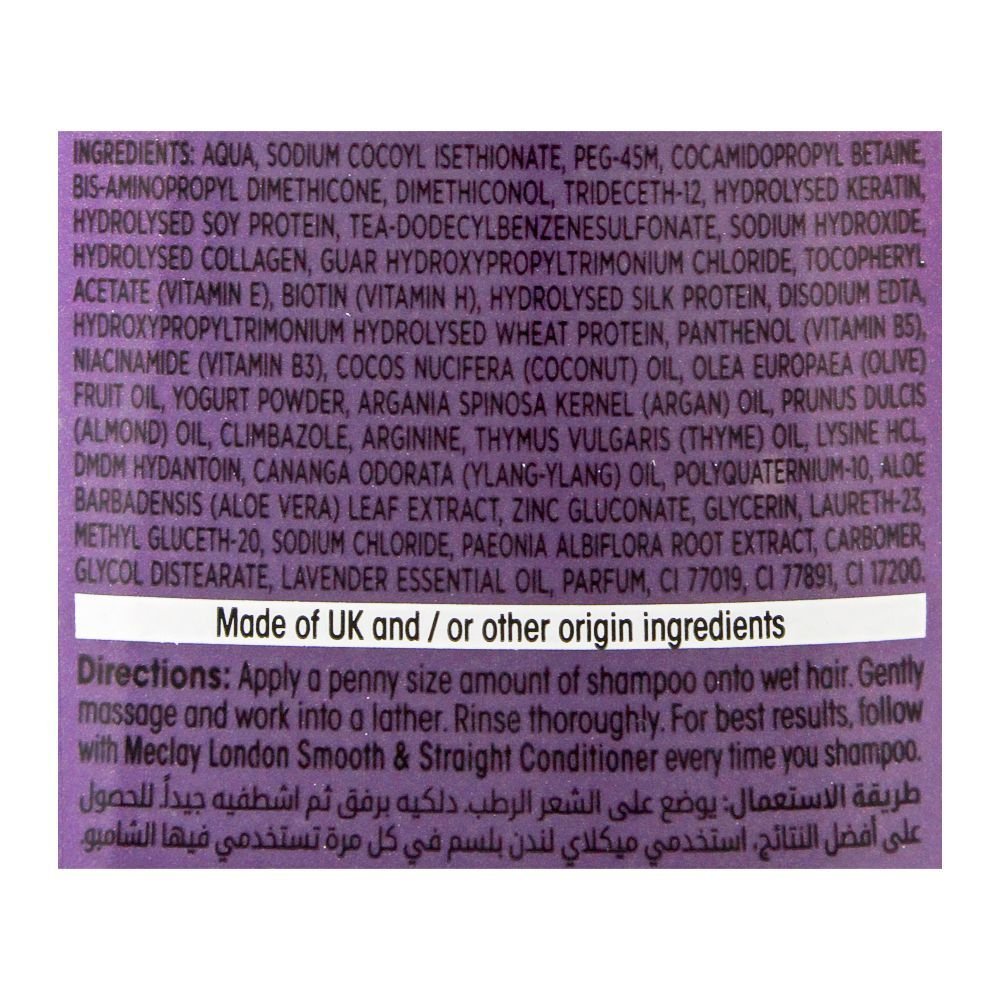 INGREDIENTS: AQUA, SODIUM COCOYL ISETHIONATE, PEG-45M, COCAMIDOPROPYL BETAINE,
BIS-AMINOPROPYL DIMETHICONE, DIMETHICONOL, TRIDECETH-12, HYDROLYSED KERATIN,
HYDROLYSED SOY PROTEIN, TEA-DODECYLBENZENESULFONATE, SODIUM HYDROXIDE,
HYDROLYSED COLLAGEN, GUAR HYDROXYPROPYLTRIMONIUM CHLORIDE, TOCOPHERYL
ACETATE (VITAMIN E), BIOTIN (VITAMIN H), HYDROLYSED SILK PROTEIN, DISODIUM EDTA,
HYDROXYPROPYLTRIMONIUM HYDROLYSED WHEAT PROTEIN, PANTHENOL (VITAMIN B5),
NIACINAMIDE (VITAMIN B3), COCOS NUCIFERA (COCONUT) OIL, OLEA EUROPAEA (OLIVE)
FRUIT OIL, YOGURT POWDER, ARGANIA SPINOSA KERNEL (ARGAN) OIL, PRUNUS DULCIS
(ALMOND) OIL, CLIMBAZOLE, ARGININE, THYMUS VULGARIS (THYME) OIL, LYSINE HCL,
DMDM HYDANTOIN, CANANGA ODORATA (YLANG-YLANG) OIL, POLYQUATERNIUM-10, ALOE
BARBADENSIS (ALOE VERA) LEAF EXTRACT, ZINC GLUCONATE, GLYCERIN, LAURETH-23,
METHYL GLUCETH-20, SODIUM CHLORIDE, PAEONIA ALBIFLORA ROOT EXTRACT, CARBOMER,
GLYCOL DISTEARATE, LAVENDER ESSENTIAL OIL, PARFUM, CI 77019, CI 77891, CI 17200.
Made of UK and / or other origin ingredients
Directions: Apply a penny size amount of shampoo onto wet hair. Gently
massage and work into a lather. Rinse thoroughly. For best results, follow
with Meclay London Smooth & Straight Conditioner every time you shampoo.
طريقة الاستعمال: يوضع على الشعر الرطب. دلكيه برفق ثم اشطفيه جيداً للحصول
على أفضل النتائج، استخدمي ميكلاي لندن بلسم في كل مرة تستخدمي فيها الشامبو.